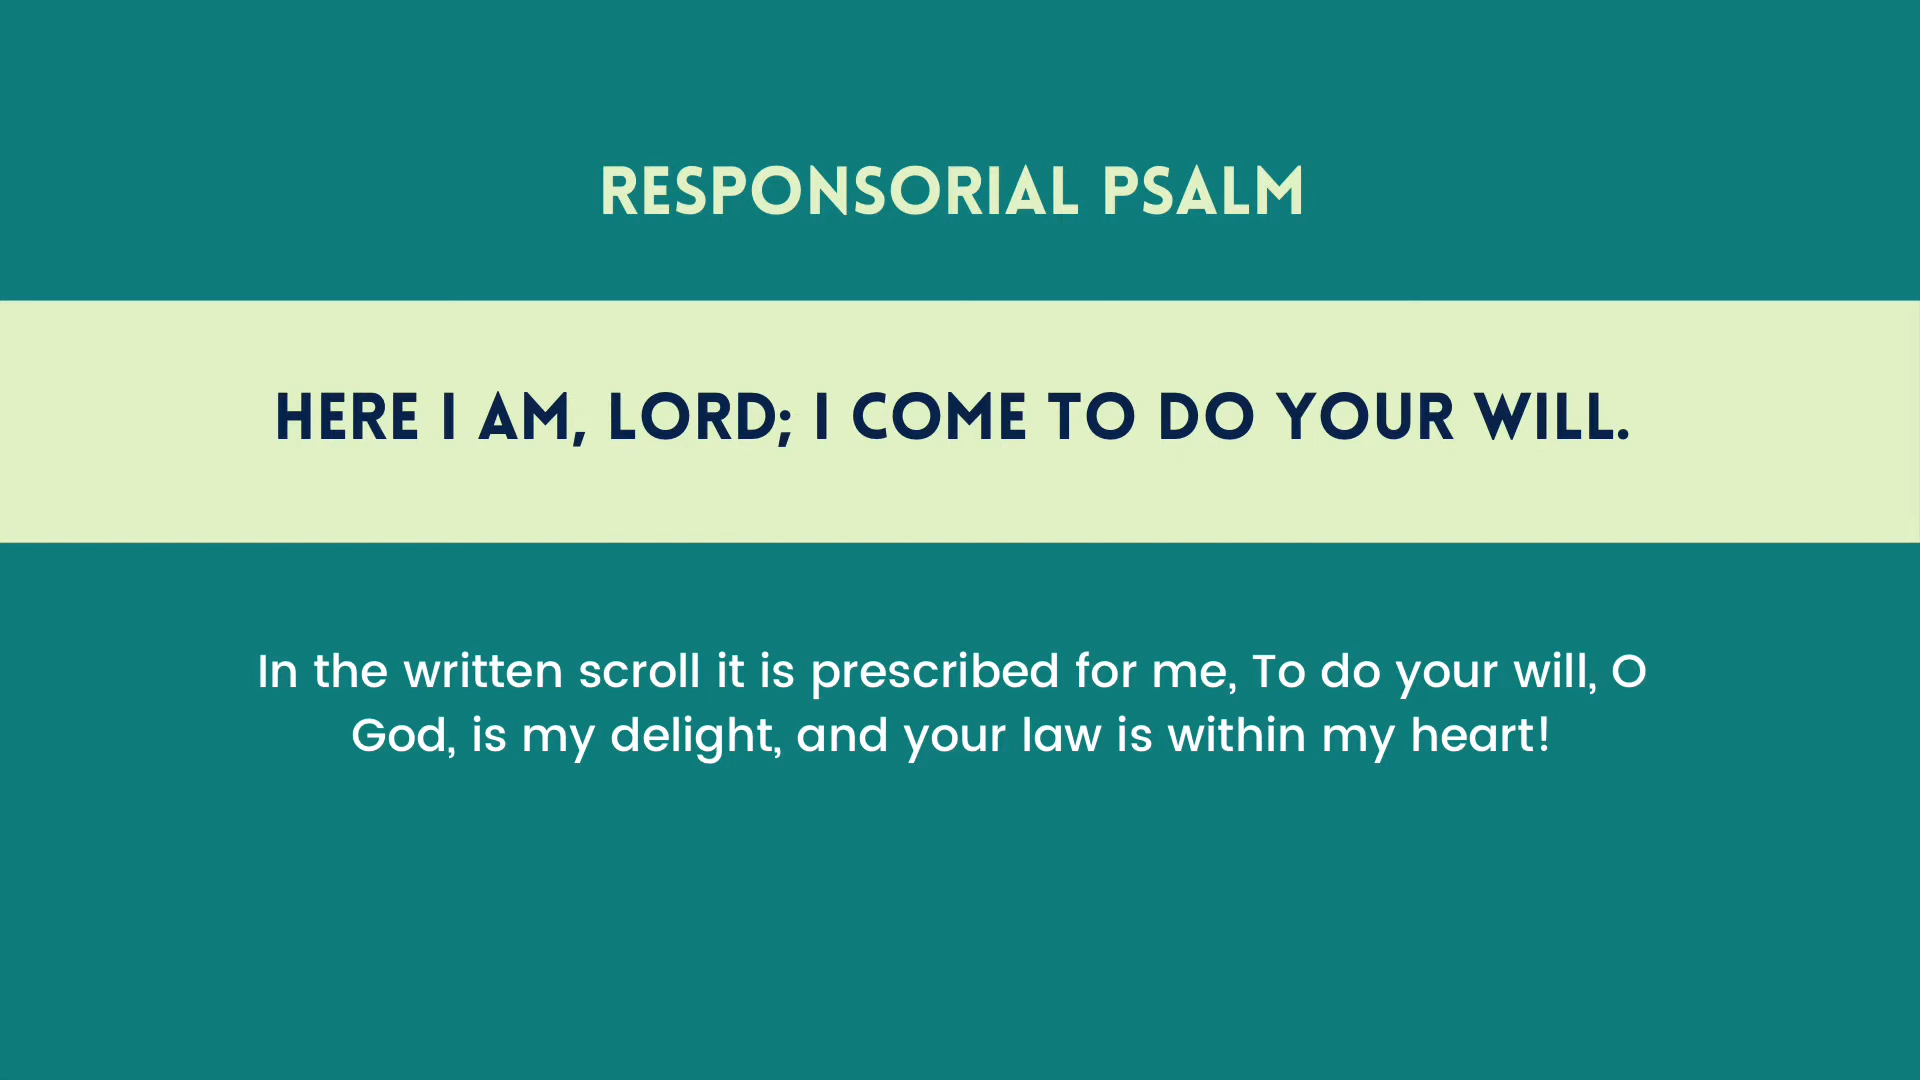 RESPONSORIAL PSALM
HERE I AM, LORD; I COME TO DO YOUR WILL.
In the written scroll it is prescribed for me, To do your will, O
God, is my delight, and your law is within my heart!